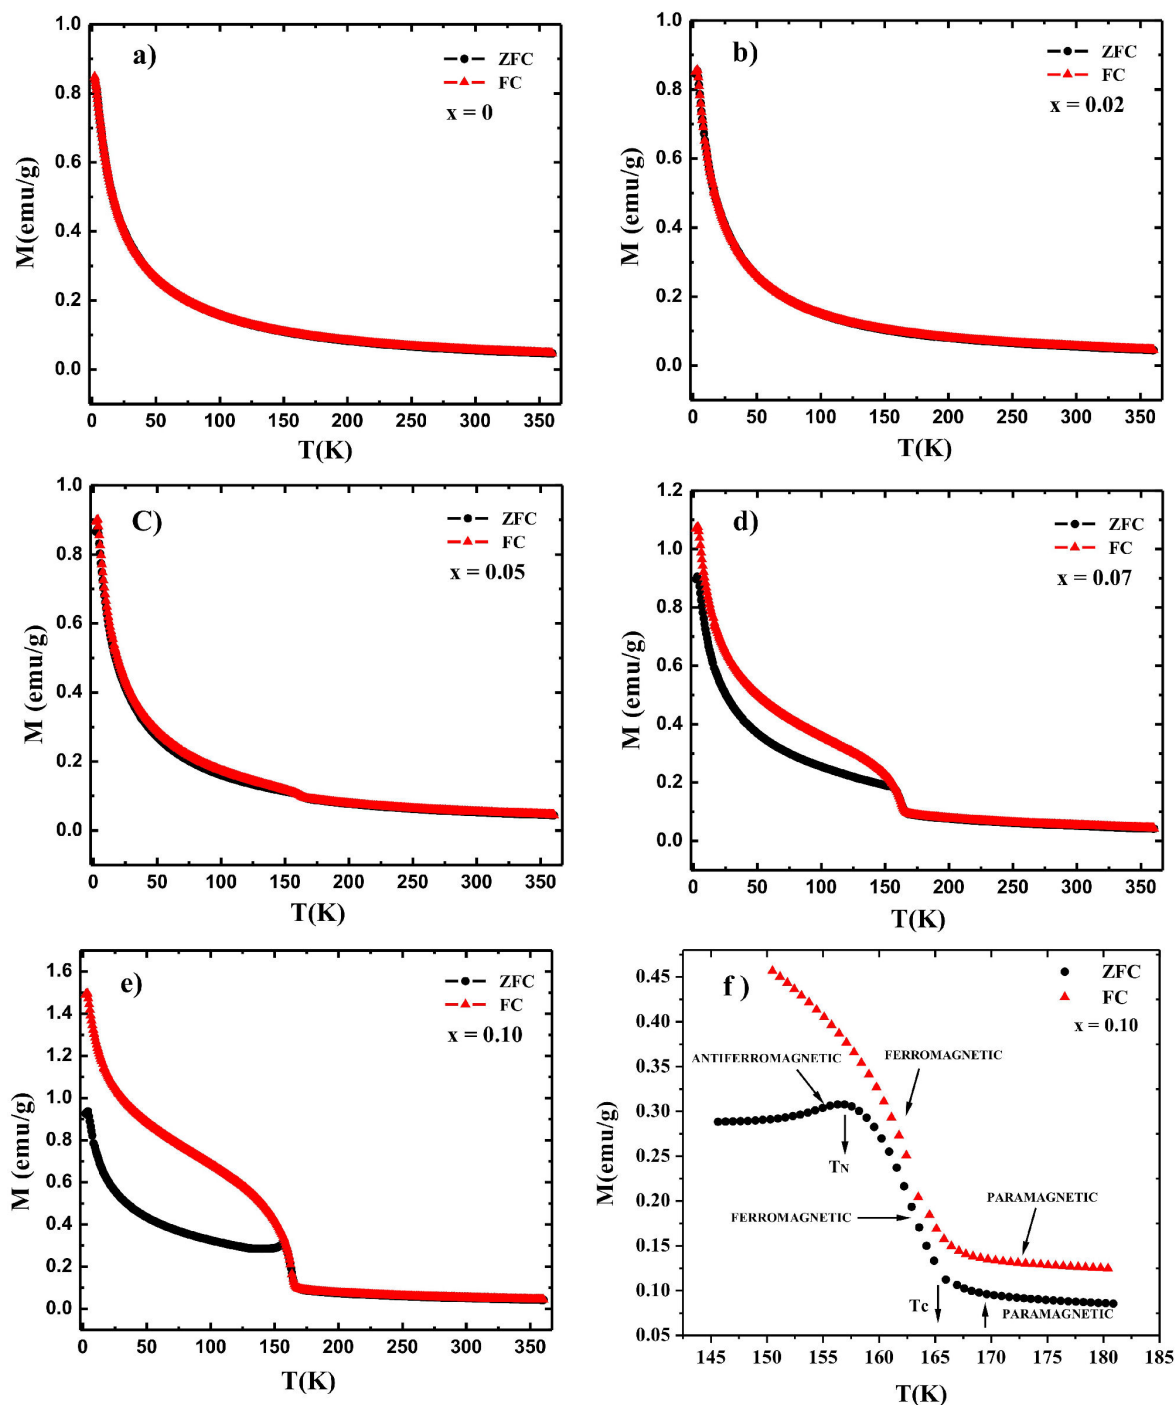 a)
ZFC
FC
x = 0
1.0
0.8
0.6
0.4
0.2
0.0
M(emu/g)
0 50 100 150 200 250 300 350
T(K)
b)
ZFC
FC
x = 0.02
1.0
0.8
0.6
0.4
0.2
0.0
M (emu/g)
0 50 100 150 200 250 300 350
T(K)
C)
ZFC
FC
x = 0.05
1.0
0.8
0.6
0.4
0.2
0.0
M (emu/g)
0 50 100 150 200 250 300 350
T(K)
d)
ZFC
FC
x = 0.07
1.2
1.0
0.8
0.6
0.4
0.2
0.0
M (emu/g)
0 50 100 150 200 250 300 350
T(K)
e)
ZFC
FC
x = 0.10
1.6
1.4
1.2
1.0
0.8
0.6
0.4
0.2
0.0
M (emu/g)
0 50 100 150 200 250 300 350
T(K)
f )
ZFC
FC
x = 0.10
0.45
0.40
0.35
0.30
0.25
0.20
0.15
0.10
0.05
M(emu/g)
ANTIFERROMAGNETIC
FERROMAGNETIC
TN
PARAMAGNETIC
FERROMAGNETIC
TC
PARAMAGNETIC
145 150 155 160 165 170 175 180 185
T(K)